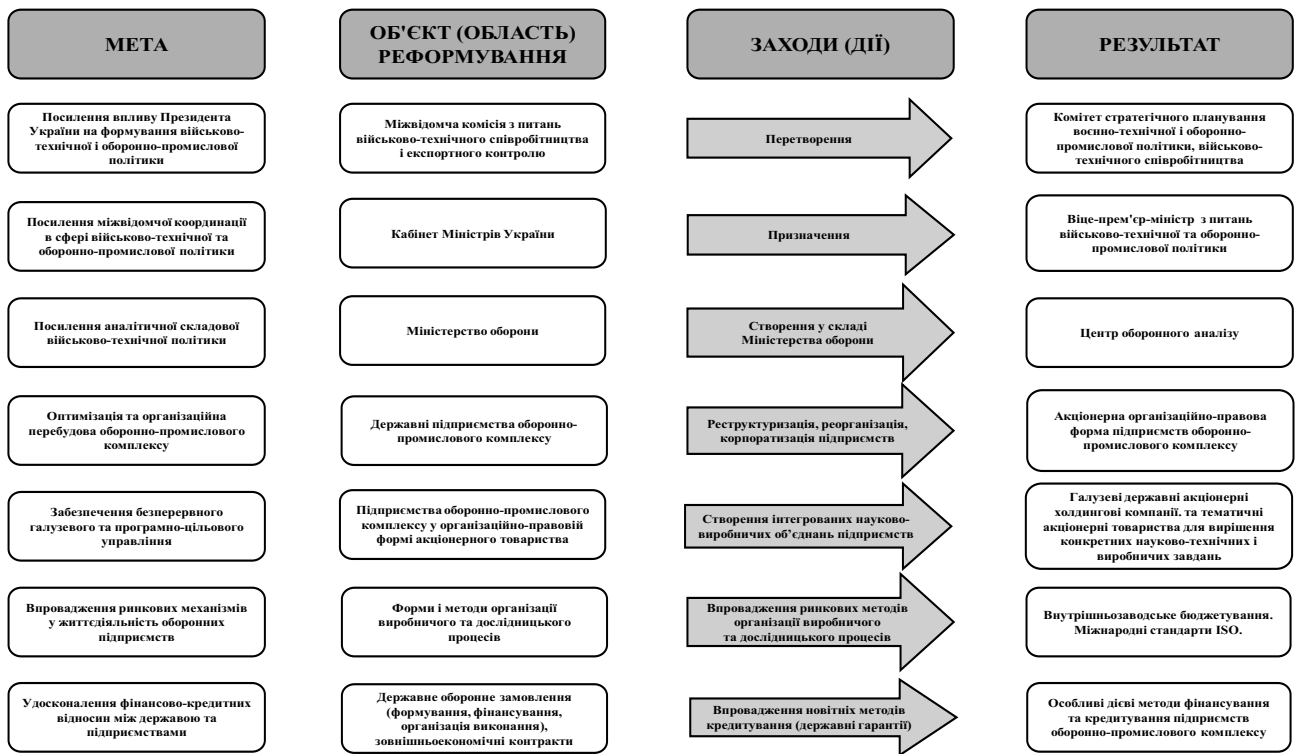 МЕТА
ОБ'ЄКТ (ОБЛАСТЬ)
РЕФОРМУВАННЯ
ЗАХОДИ (ДІЇ)
РЕЗУЛЬТАТ
Посилення впливу Президента
України на формування військово-
технічної і оборонно-промислової
політики
Міжвідомча комісія з питань
військово-технічного співробітництва
і експортного контролю
Перетворення
Комітет стратегічного планування
воєнно-технічної і оборонно-
промислової політики, військово-
технічного співробітництва
Посилення міжвідомчої координації
в сфері військово-технічної та
оборонно-промислової політики
Кабінет Міністрів України
Призначення
Віце-прем'єр-міністр з питань
військово-технічної та оборонно-
промислової політики
Посилення аналітичної складової
військово-технічної політики
Міністерство оборони
Створення у складі
Міністерства оборони
Центр оборонного аналізу
Оптимізація та організаційна
перебудова оборонно-промислового
комплексу
Державні підприємства оборонно-
промислового комплексу
Реструктуризація, реорганізація,
корпоратизація підприємств
Акціонерна організаційно-правова
форма підприємств оборонно-
промислового комплексу
Забезпечення безперервного
галузевого та програмно-цільового
управління
Підприємства оборонно-промислового
комплексу у організаційно-правовій
формі акціонерного товариства
Створення інтегрованих науково-
виробничих об’єднань підприємств
Галузеві державні акціонерні
холдингові компанії. та тематичні
акціонерні товариства для вирішення
конкретних науково-технічних і
виробничих завдань
Впровадження ринкових механізмів
у життєдіяльність оборонних
підприємств
Форми і методи організації
виробничого та дослідницького
процесів
Впровадження ринкових методів
організації виробничого
та дослідницького процесів
Внутрішньозаводське бюджетування.
Міжнародні стандарти ISO.
Удосконалення фінансово-кредитних
відносин між державою та
підприємствами
Державне оборонне замовлення
(формування, фінансування,
організація виконання),
зовнішньоекономічні контракти
Впровадження новітніх методів
кредитування (державні гарантії)
Особливі дієві методи фінансування
та кредитування підприємств
оборонно-промислового комплексу